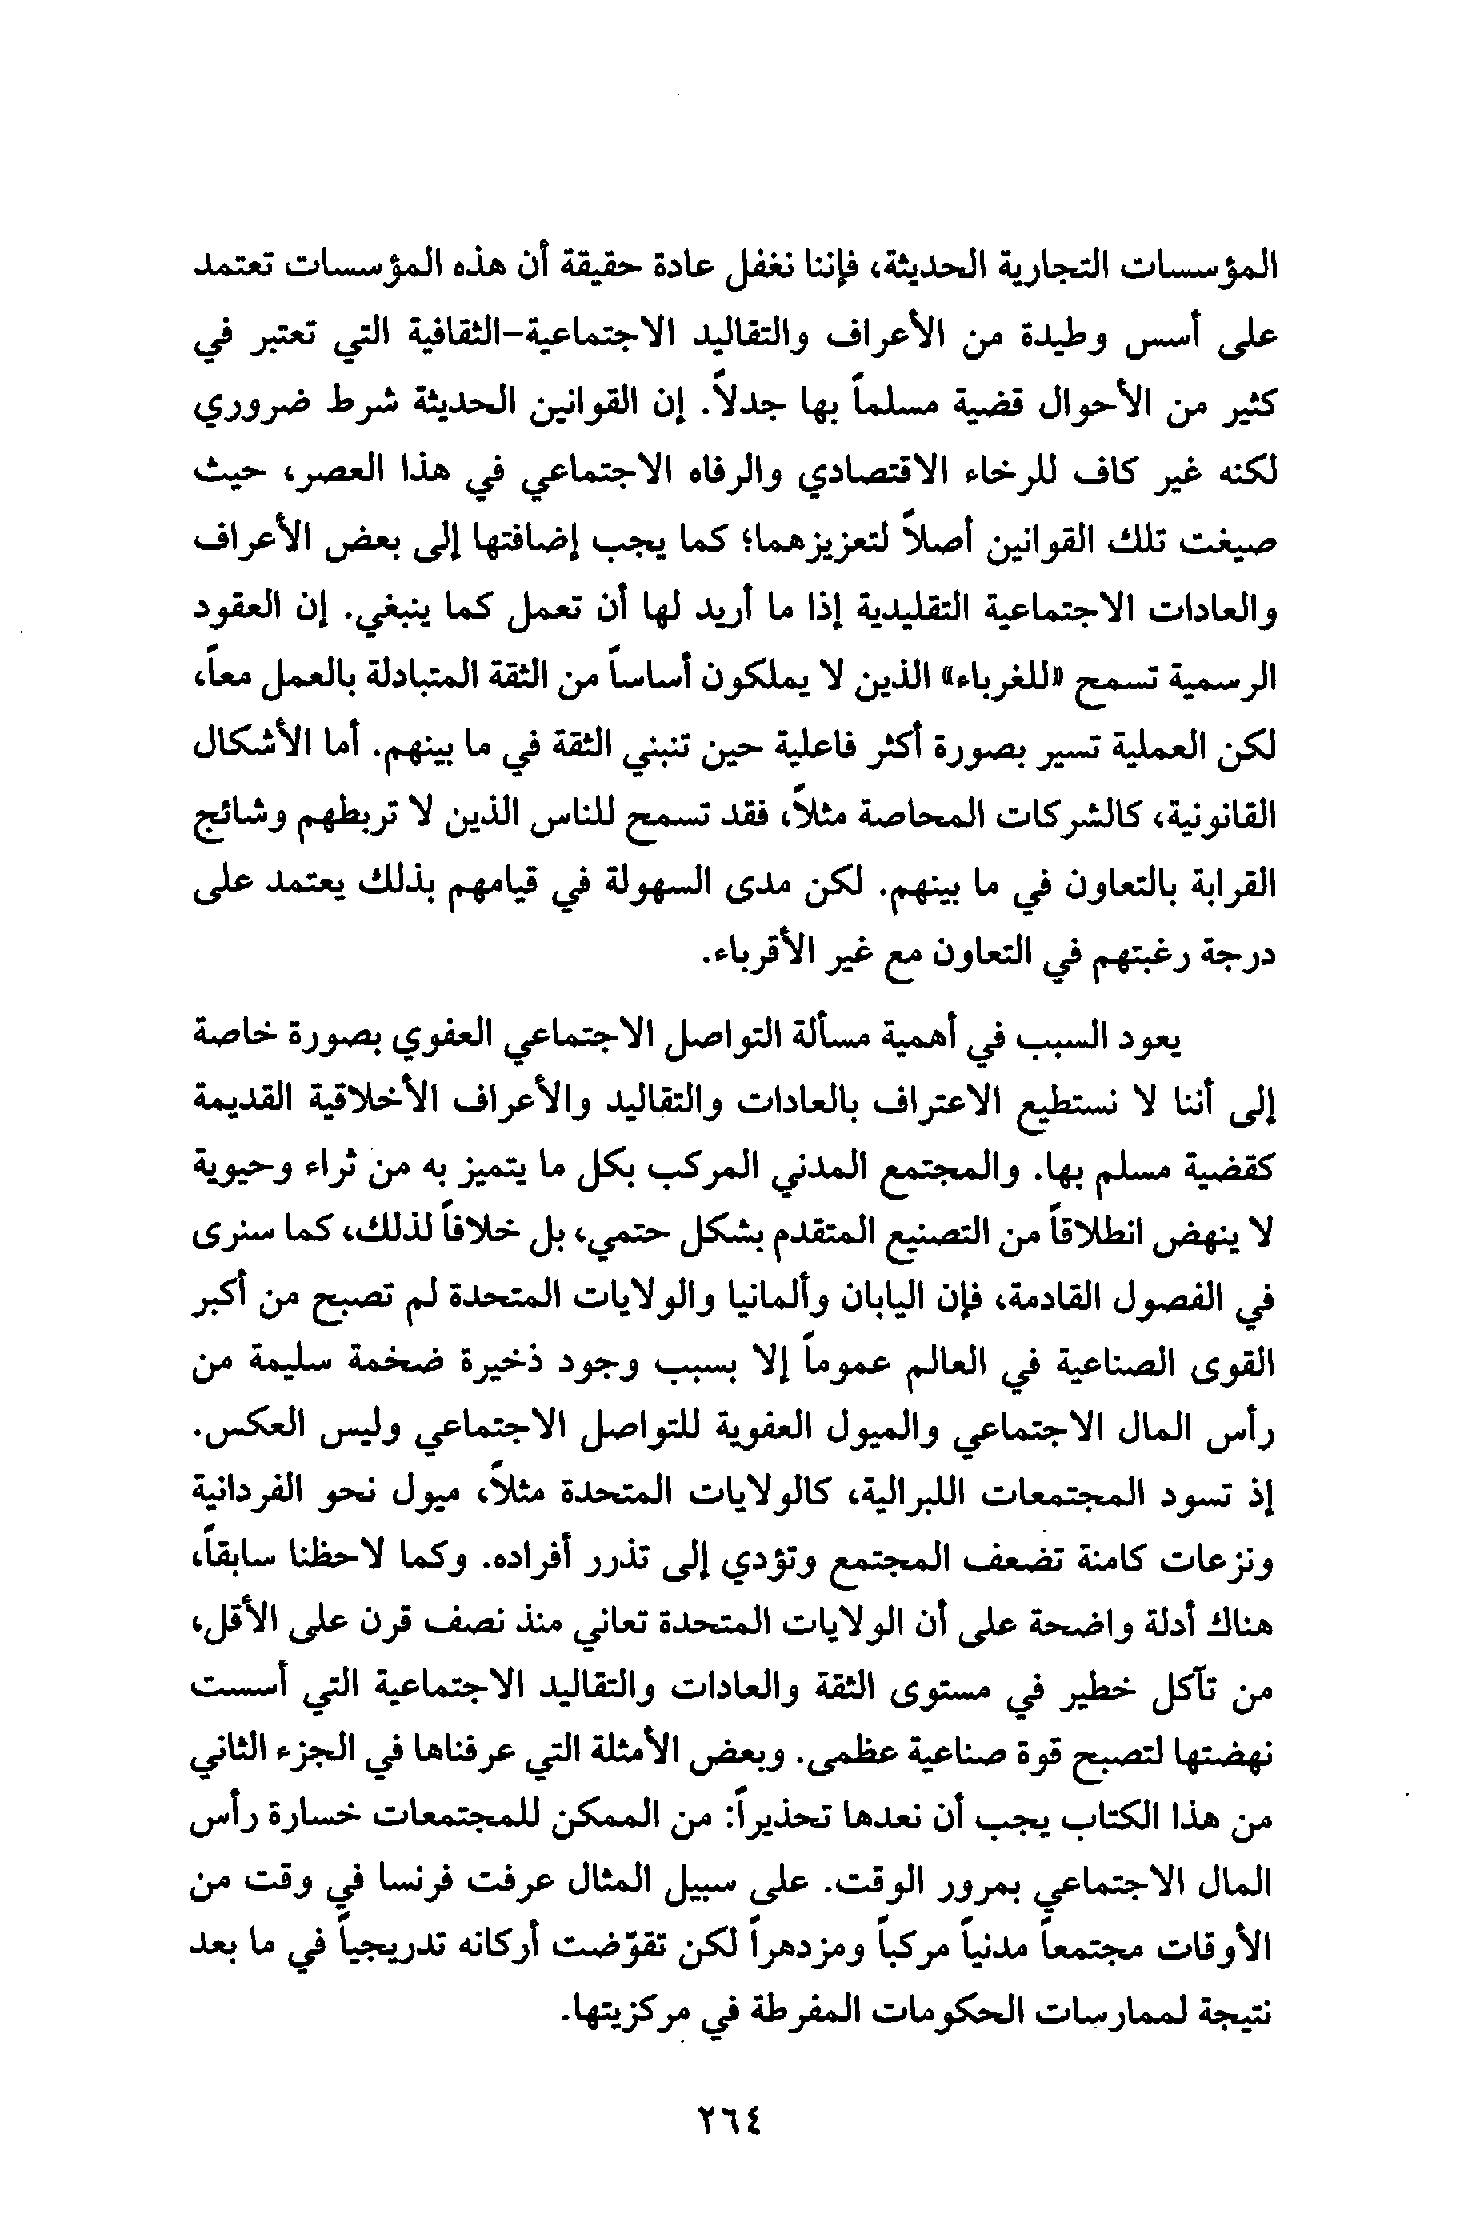 المؤسسات التجارية الحديثة، فإننا نغفل عادة حقيقة أن هذه المؤسسات تعتمد
على أسس وطيدة من الأعراف والتقاليد الاجتماعية-الثقافية التي تعتبر في
كثير من الأحوال قضية مسلماً بها جدلاً. إن القوانين الحديثة شرط ضروري
لكنه غير كاف للرخاء الاقتصادي والرفاه الاجتماعي في هذا العصر، حيث
صيغت تلك القوانين أصلاً لتعزيزهما؛ كما يجب إضافتها إلى بعض الأعراف
والعادات الاجتماعية التقليدية إذا ما أريد لها أن تعمل كما ينبغي. إن العقود
الرسمية تسمح «للغرباء» الذين لا يملكون أساساً من الثقة المتبادلة بالعمل معاً،
لكن العملية تسير بصورة أكثر فاعلية حين تنبني الثقة في ما بينهم. أما الأشكال
القانونية، كالشركات المحاصة مثلاً، فقد تسمح للناس الذين لا تربطهم وشائج
القرابة بالتعاون في ما بينهم. لكن مدى السهولة في قيامهم بذلك يعتمد على
درجة رغبتهم في التعاون مع غير الأقرباء.
يعود السبب في أهمية مسألة التواصل الاجتماعي العفوي بصورة خاصة
إلى أننا لا نستطيع الاعتراف بالعادات والتقاليد والأعراف الأخلاقية القديمة
كقضية مسلم بها. والمجتمع المدني المركب بكل ما يتميز به من ثراء وحيوية
لا ينهض انطلاقاً من التصنيع المتقدم بشكل حتمي، بل خلافاً لذلك، كما سنرى
في الفصول القادمة، فإن اليابان وألمانيا والولايات المتحدة لم تصبح من أكبر
القوى الصناعية في العالم عموماً إلا بسبب وجود ذخيرة ضخمة سليمة من
رأس المال الاجتماعي والميول العفوية للتواصل الاجتماعي وليس العكس.
إذ تسود المجتمعات اللبرالية، كالولايات المتحدة مثلاً، ميول نحو الفردانية
ونزعات كامنة تضعف المجتمع وتؤدي إلى تذرر أفراده. وكما لاحظنا سابقاً،
هناك أدلة واضحة على أن الولايات المتحدة تعاني منذ نصف قرن على الأقل،
من تآكل خطير في مستوى الثقة والعادات والتقاليد الاجتماعية التي أسست
نهضتها لتصبح قوة صناعية عظمى. وبعض الأمثلة التي عرفناها في الجزء الثاني
من هذا الكتاب يجب أن نعدها تحذيراً: من الممكن للمجتمعات خسارة رأس
المال الاجتماعي بمرور الوقت. على سبيل المثال عرفت فرنسا في وقت من
الأوقات مجتمعاً مدنياً مركباً ومزدهراً لكن تقوّضت أركانه تدريجياً في ما بعد
نتيجة لممارسات الحكومات المفرطة في مركزيتها.
٢٦٤